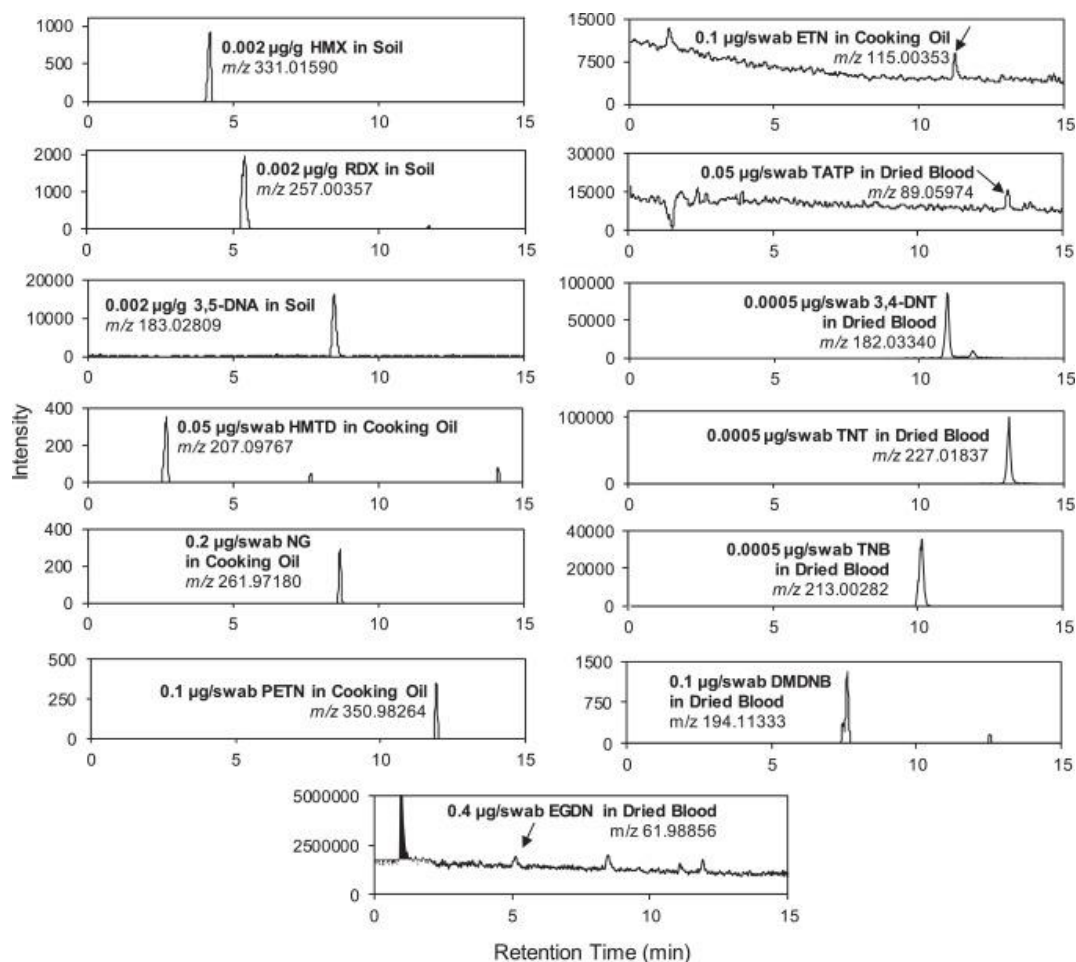 1000
500
0
0.002 µg/g HMX in Soil
m/z 331.01590
0 5 10 15
15000
7500
0
0.1 µg/swab ETN in Cooking Oil
m/z 115.00353
0 5 10 15
2000
1000
0
0.002 µg/g RDX in Soil
m/z 257.00357
0 5 10 15
30000
15000
0
0.05 µg/swab TATP in Dried Blood
m/z 89.05974
0 5 10 15
20000
10000
0
0.002 µg/g 3,5-DNA in Soil
m/z 183.02809
0 5 10 15
100000
50000
0
0.0005 µg/swab 3,4-DNT
in Dried Blood
m/z 182.03340
0 5 10 15
Intensity
400
200
0
0.05 µg/swab HMTD in Cooking Oil
m/z 207.09767
0 5 10 15
100000
50000
0
0.0005 µg/swab TNT in Dried Blood
m/z 227.01837
0 5 10 15
400
200
0
0.2 µg/swab NG
in Cooking Oil
m/z 261.97180
0 5 10 15
40000
20000
0
0.0005 µg/swab TNB
in Dried Blood
m/z 213.00282
0 5 10 15
500
250
0
0.1 µg/swab PETN in Cooking Oil
m/z 350.98264
0 5 10 15
1500
750
0
0.1 µg/swab DMDNB
in Dried Blood
m/z 194.11333
0 5 10 15
5000000
2500000
0
0.4 µg/swab EGDN in Dried Blood
m/z 61.98856
0 5 10 15
Retention Time (min)